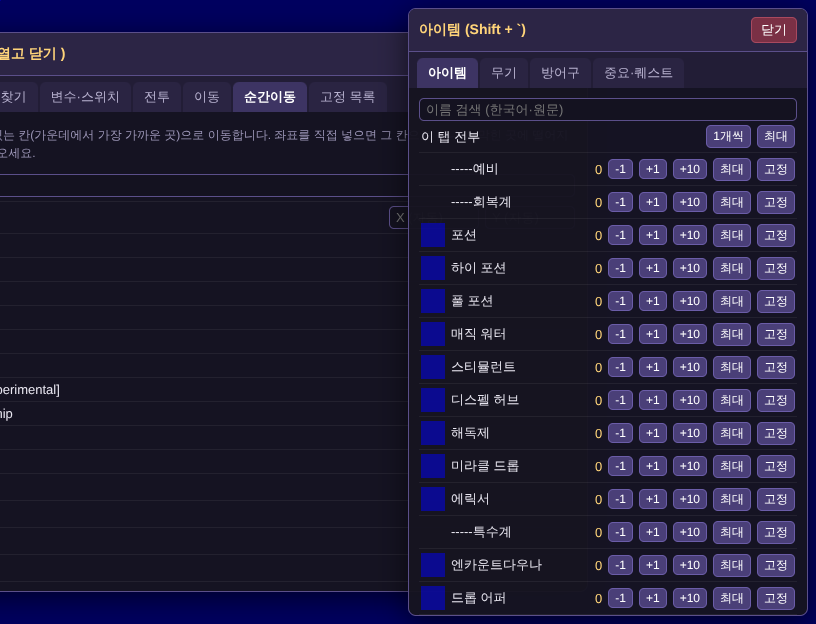 열고 닫기 )
찾기 변수·스위치 전투 이동 순간이동 고정 목록
있는 칸(가운데에서 가장 가까운 곳)으로 이동합니다. 좌표를 직접 넣으면 그 칸
오세요.
X
perimental]
hip
아이템 (Shift + `) 닫기
아이템 무기 방어구 중요·퀘스트
이름 검색 (한국어·원문)
이 탭 전부 1개씩 최대
-----예비 0 -1 +1 +10 최대 고정
-----회복계 0 -1 +1 +10 최대 고정
포션 0 -1 +1 +10 최대 고정
하이 포션 0 -1 +1 +10 최대 고정
풀 포션 0 -1 +1 +10 최대 고정
매직 워터 0 -1 +1 +10 최대 고정
스티뮬런트 0 -1 +1 +10 최대 고정
디스펠 허브 0 -1 +1 +10 최대 고정
해독제 0 -1 +1 +10 최대 고정
미라클 드롭 0 -1 +1 +10 최대 고정
에릭서 0 -1 +1 +10 최대 고정
-----특수계 0 -1 +1 +10 최대 고정
엔카운트다우나 0 -1 +1 +10 최대 고정
드롭 어퍼 0 -1 +1 +10 최대 고정